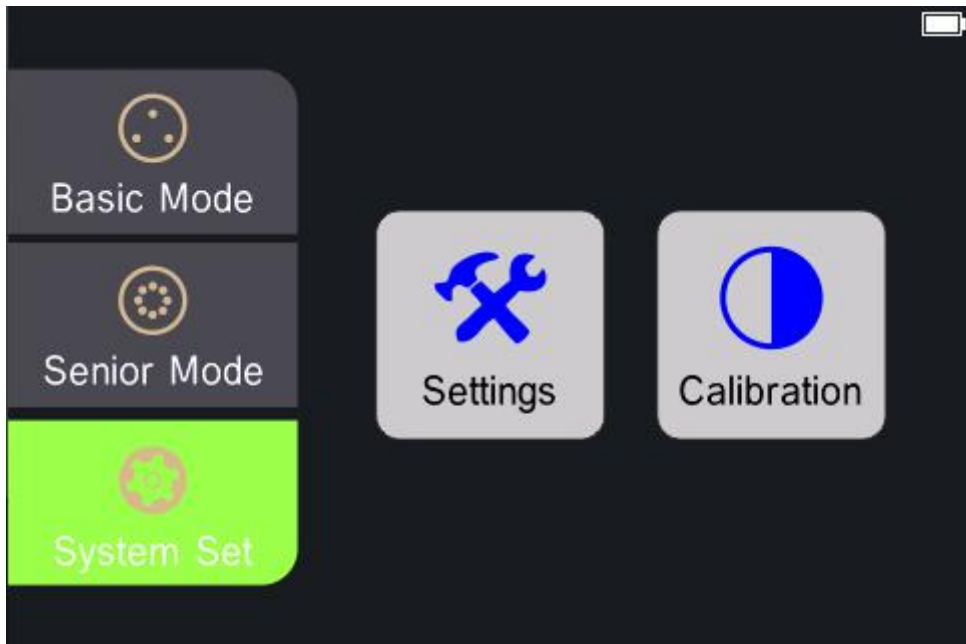 Basic Mode
Senior Mode
System Set
Settings
Calibration